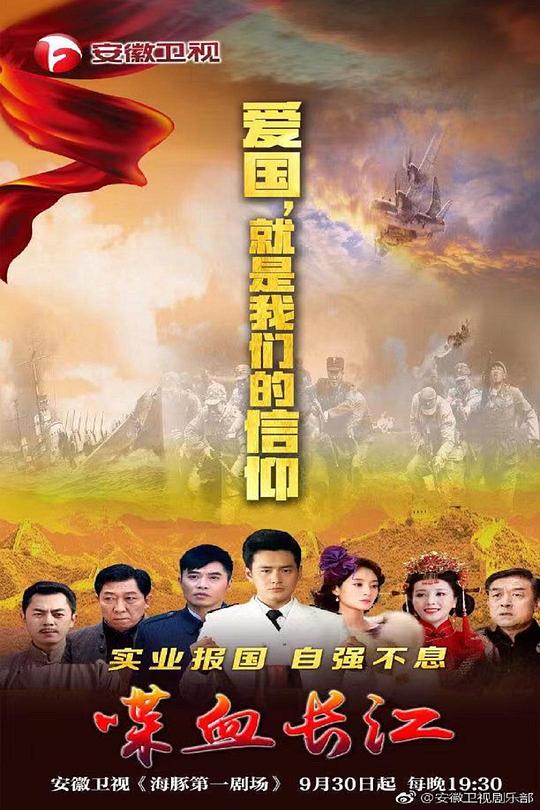 安徽卫视
爱国，就是我们的信仰
实业报国 自强不息
喋血长江
安徽卫视《海豚第一剧场》 9月30日起 每晚19:30
@安徽卫视剧乐部